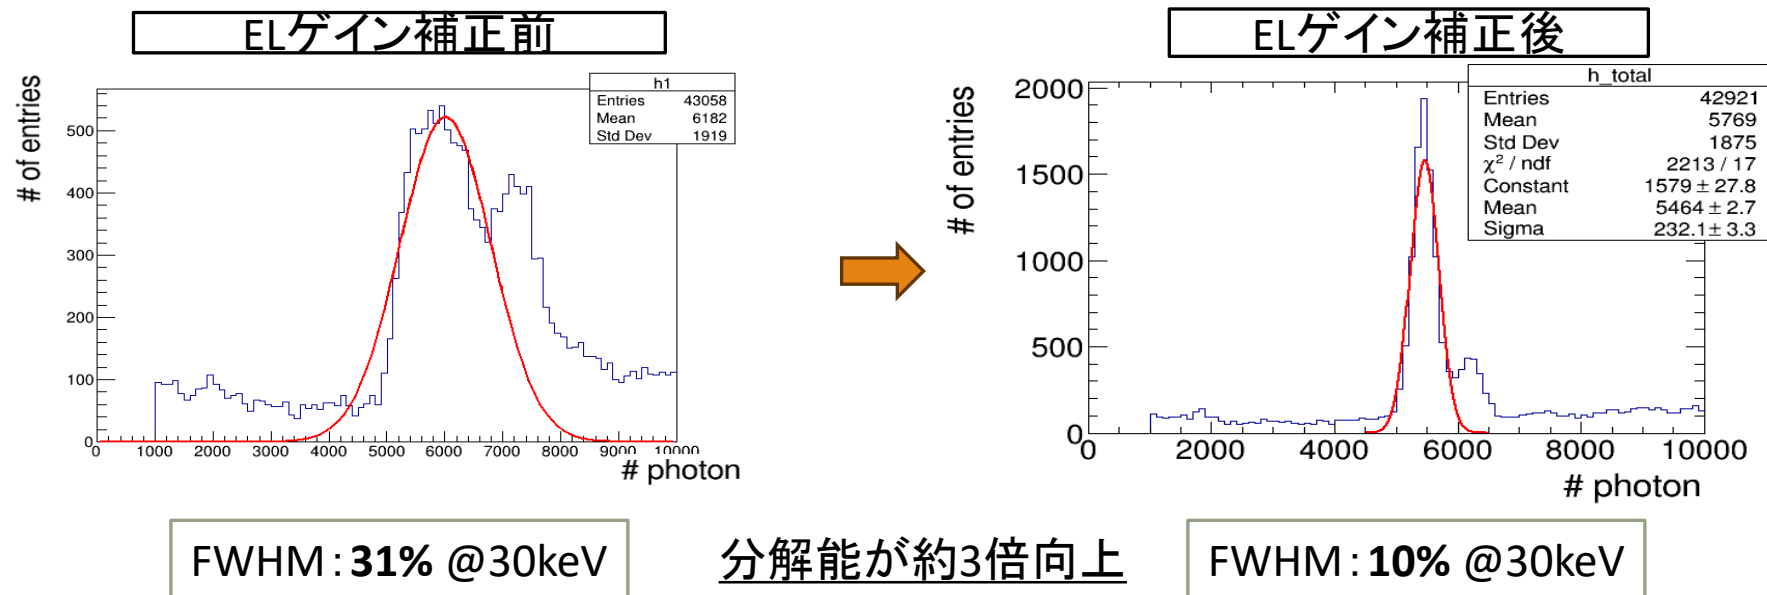 ELゲイン補正前
# of entries
h1
Entries 43058
Mean 6182
Std Dev 1919
500
400
300
200
100
0
0 1000 2000 3000 4000 5000 6000 7000 8000 9000 10000
# photon
FWHM：31% @30keV
分解能が約3倍向上
ELゲイン補正後
# of entries
h_total
Entries 42921
Mean 5769
Std Dev 1875
χ² / ndf 2213 / 17
Constant 1579 ± 27.8
Mean 5464 ± 2.7
Sigma 232.1 ± 3.3
2000
1500
1000
500
0
0 2000 4000 6000 8000 10000
# photon
FWHM：10% @30keV